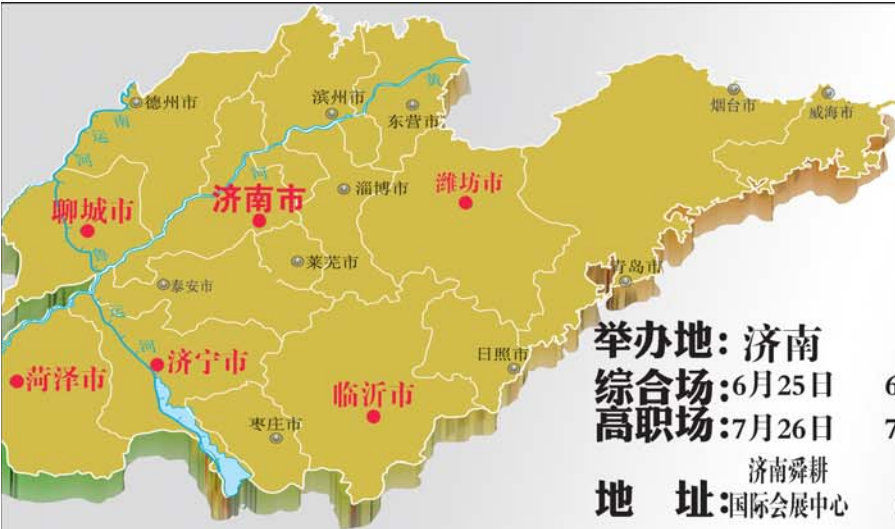 德州市
滨州市
东营市
烟台市
威海市
黄
河
南
运
河
聊城市
济南市
淄博市
潍坊市
鲁
运
河
莱芜市
泰安市
青岛市
菏泽市
济宁市
临沂市
日照市
枣庄市
举办地：济南
综合场：6月25日 6
高职场：7月26日 7
地 址：济南舜耕
国际会展中心